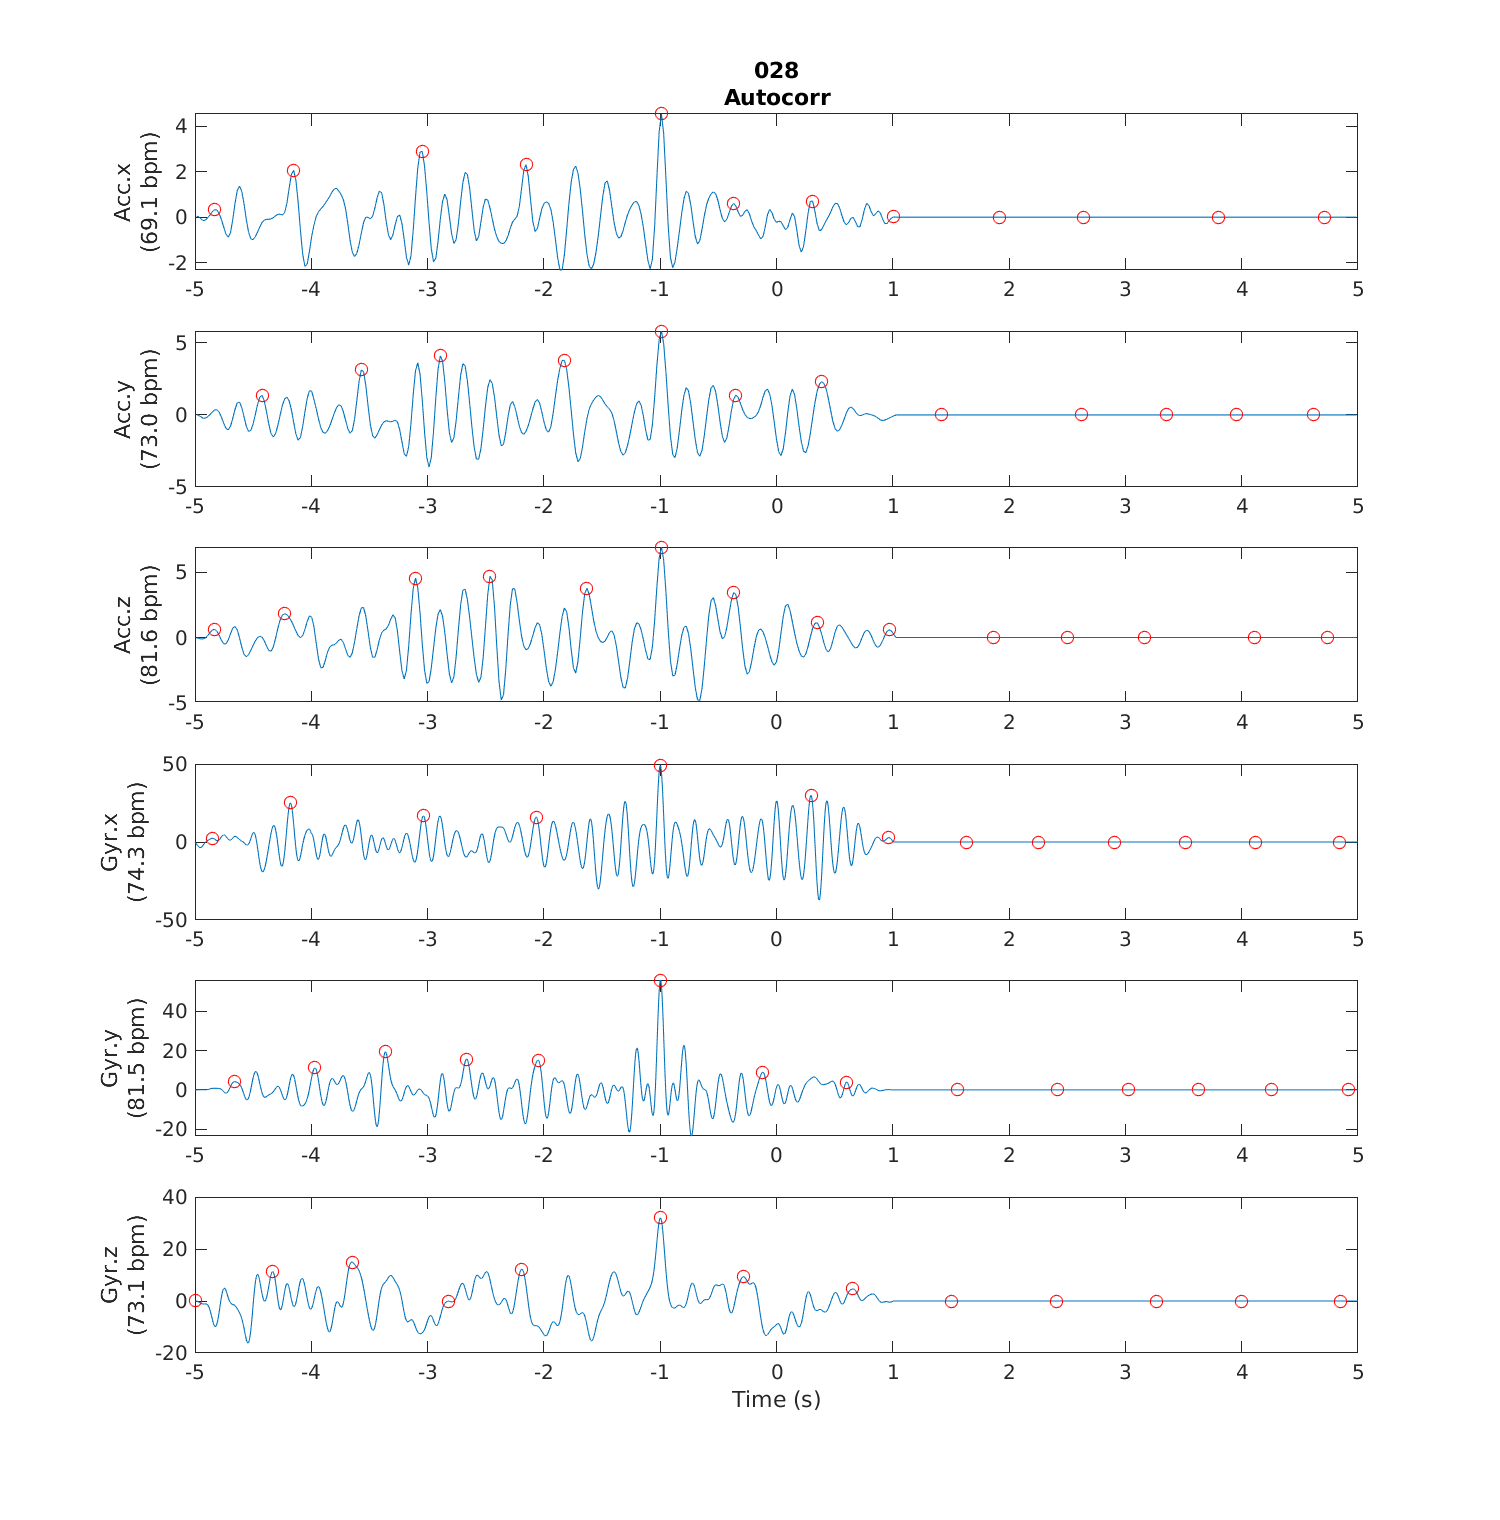 028
Autocorr
Acc.x
(69.1 bpm)
4
2
0
-2
-5 -4 -3 -2 -1 0 1 2 3 4 5
Acc.y
(73.0 bpm)
5
0
-5
-5 -4 -3 -2 -1 0 1 2 3 4 5
Acc.z
(81.6 bpm)
5
0
-5
-5 -4 -3 -2 -1 0 1 2 3 4 5
Gyr.x
(74.3 bpm)
50
0
-50
-5 -4 -3 -2 -1 0 1 2 3 4 5
Gyr.y
(81.5 bpm)
40
20
0
-20
-5 -4 -3 -2 -1 0 1 2 3 4 5
Gyr.z
(73.1 bpm)
40
20
0
-20
-5 -4 -3 -2 -1 0 1 2 3 4 5
Time (s)